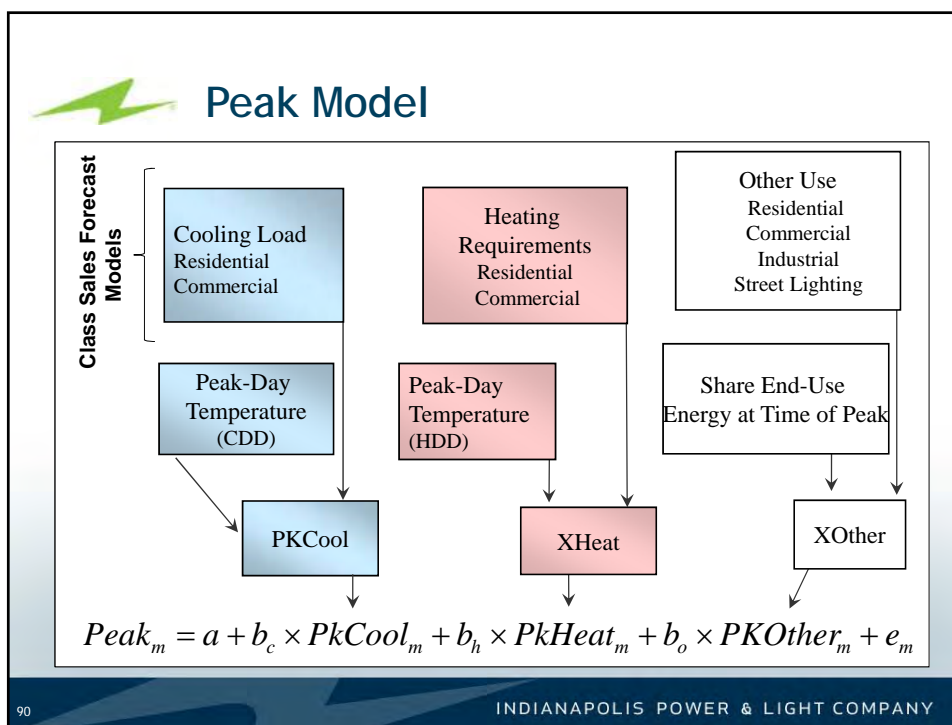 Peak Model
Class Sales Forecast
Models
Cooling Load
Residential
Commercial
Heating
Requirements
Residential
Commercial
Other Use
Residential
Commercial
Industrial
Street Lighting
Peak-Day
Temperature
(CDD)
Peak-Day
Temperature
(HDD)
Share End-Use
Energy at Time of Peak
PKCool
XHeat
XOther
Peak_m = a + b_c × PkCool_m + b_h × PkHeat_m + b_o × PKOther_m + e_m
90
INDIANAPOLIS POWER & LIGHT COMPANY